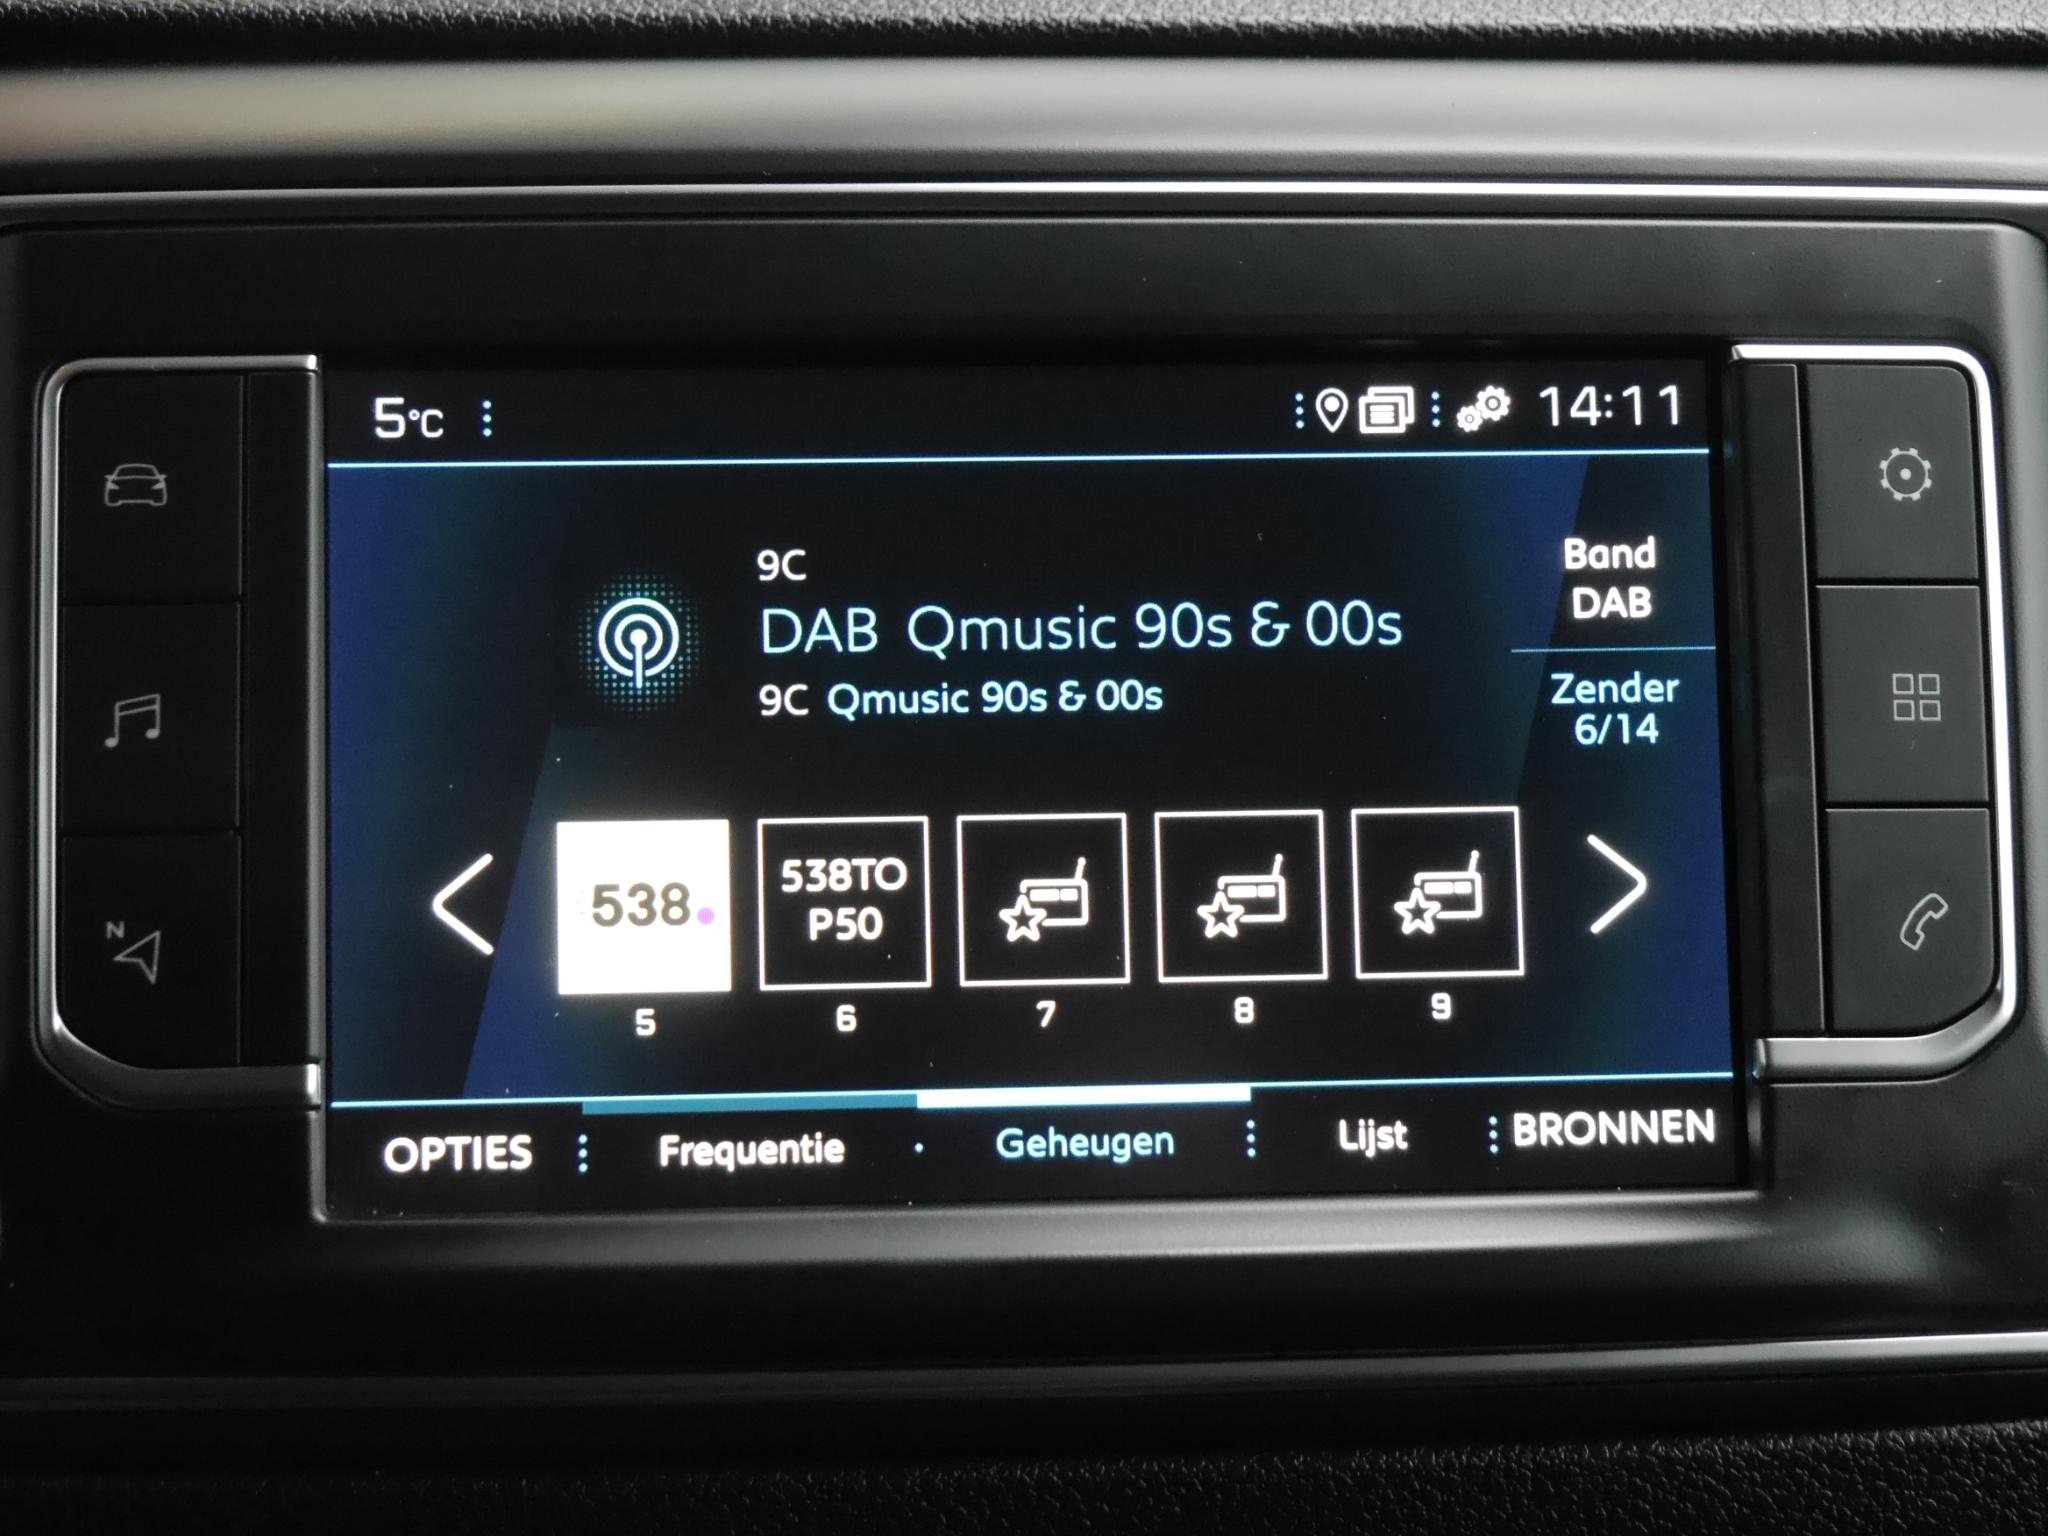 5°C 14:11
9C
DAB Qmusic 90s & 00s
9C Qmusic 90s & 00s
Band
DAB
Zender
6/14
538
538TO
P50
5 6 7 8 9
N
OPTIES Frequentie Geheugen Lijst BRONNEN